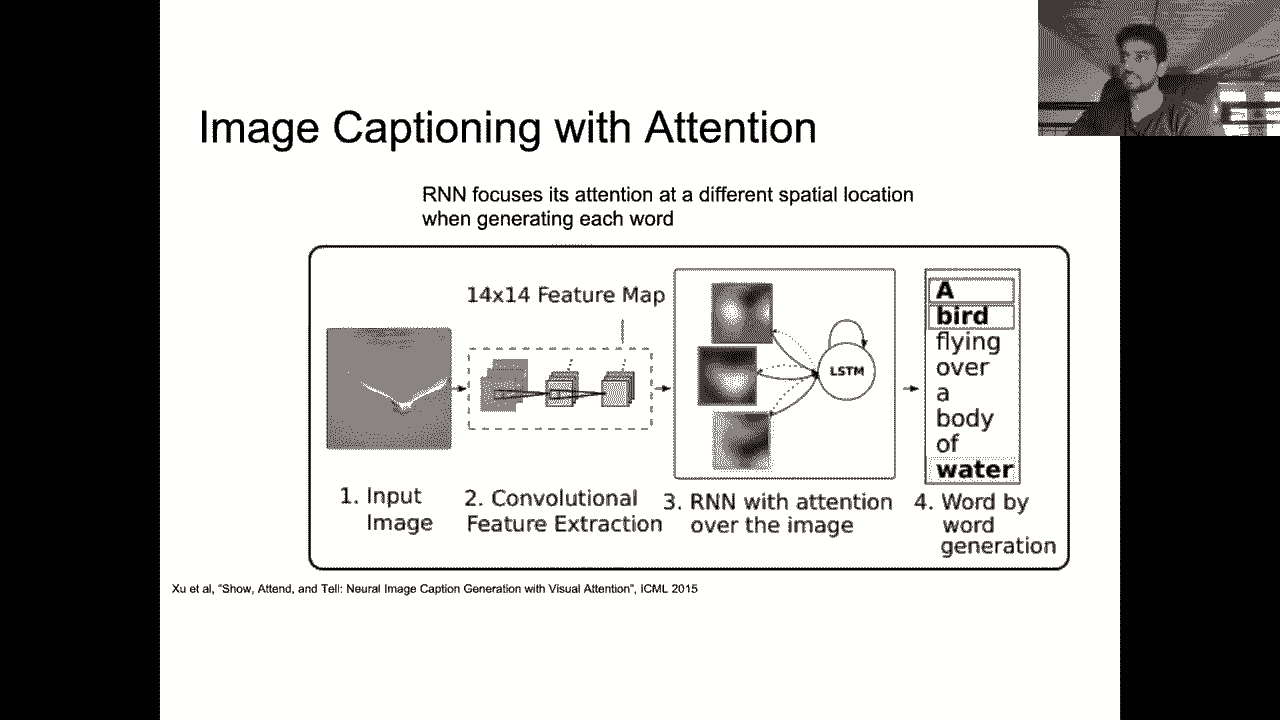 Image Captioning with Attention
RNN focuses its attention at a different spatial location
when generating each word
14x14 Feature Map
LSTM
A
bird
flying
over
a
body
of
water
1. Input
Image
2. Convolutional
Feature Extraction
3. RNN with attention
over the image
4. Word by
word
generation
Xu et al, "Show, Attend, and Tell: Neural Image Caption Generation with Visual Attention", ICML 2015